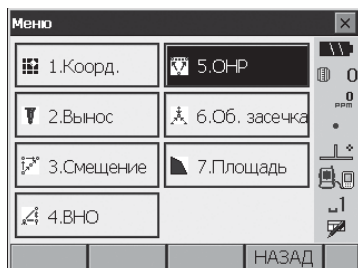 Меню
1.Коорд.
5.ОНР
2.Вынос
6.Об. засечка
3.Смещение
7.Площадь
4.ВНО
0
0
PPM
1
НАЗАД